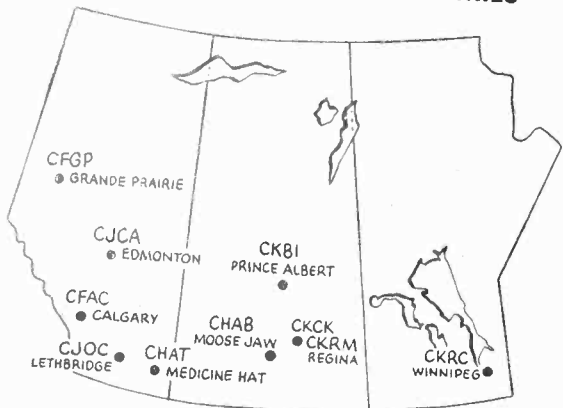 CFGP
GRANDE PRAIRIE
CJCA
EDMONTON
CKBI
PRINCE ALBERT
CFAC
CALGARY
CHAB
MOOSE JAW
CKCK
CKRM
REGINA
CJOC
LETHBRIDGE
CHAT
MEDICINE HAT
CKRC
WINNIPEG